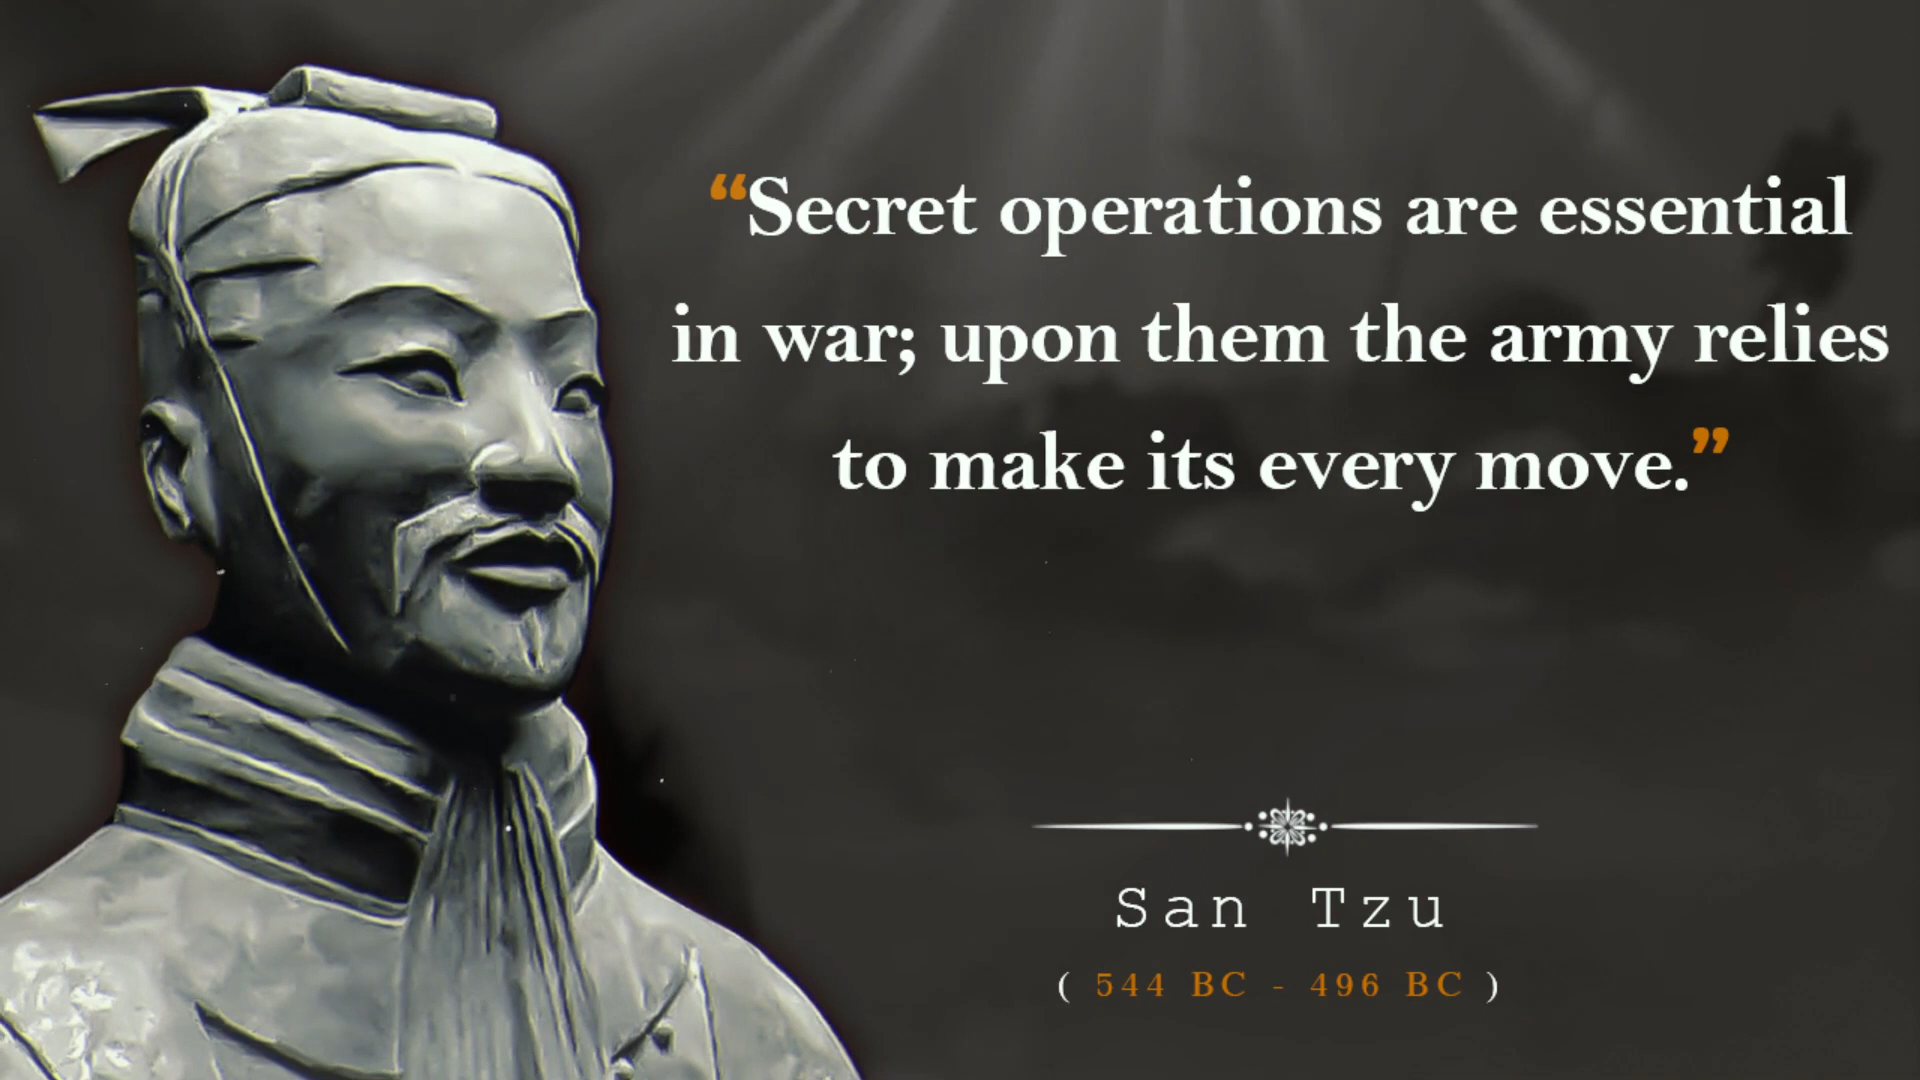 “Secret operations are essential
in war; upon them the army relies
to make its every move.”
San Tzu
( 544 BC - 496 BC )